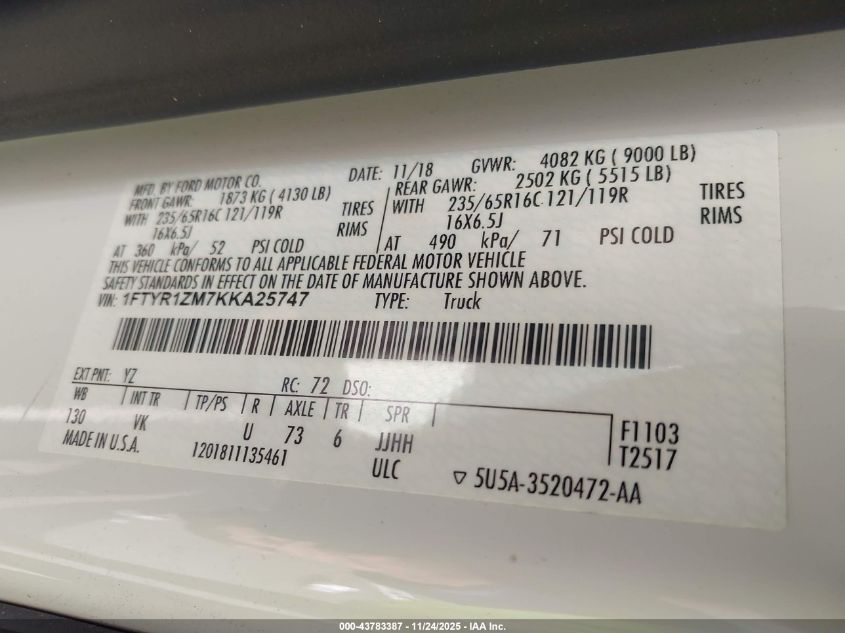 MFD. BY FORD MOTOR CO. DATE: 11/18 GVWR: 4082 KG ( 9000 LB)
FRONT GAWR: 1873 KG ( 4130 LB) REAR GAWR: 2502 KG ( 5515 LB)
WITH 235/65R16C 121/119R TIRES WITH 235/65R16C 121/119R TIRES
16X6.5J RIMS 16X6.5J RIMS
AT 360 kPa/ 52 PSI COLD AT 490 kPa/ 71 PSI COLD
THIS VEHICLE CONFORMS TO ALL APPLICABLE FEDERAL MOTOR VEHICLE
SAFETY STANDARDS IN EFFECT ON THE DATE OF MANUFACTURE SHOWN ABOVE.
VIN: 1FTYR1ZM7KKA25747 TYPE: Truck
EXT PNT: YZ RC: 72 DSO:
WB INT TR TP/PS R AXLE TR SPR
130 VK U 73 6 JJHH F1103
MADE IN U.S.A. 1201811135461 ULC T2517
▽ 5U5A-3520472-AA
000-43783387 - 11/24/2025 - IAA Inc.